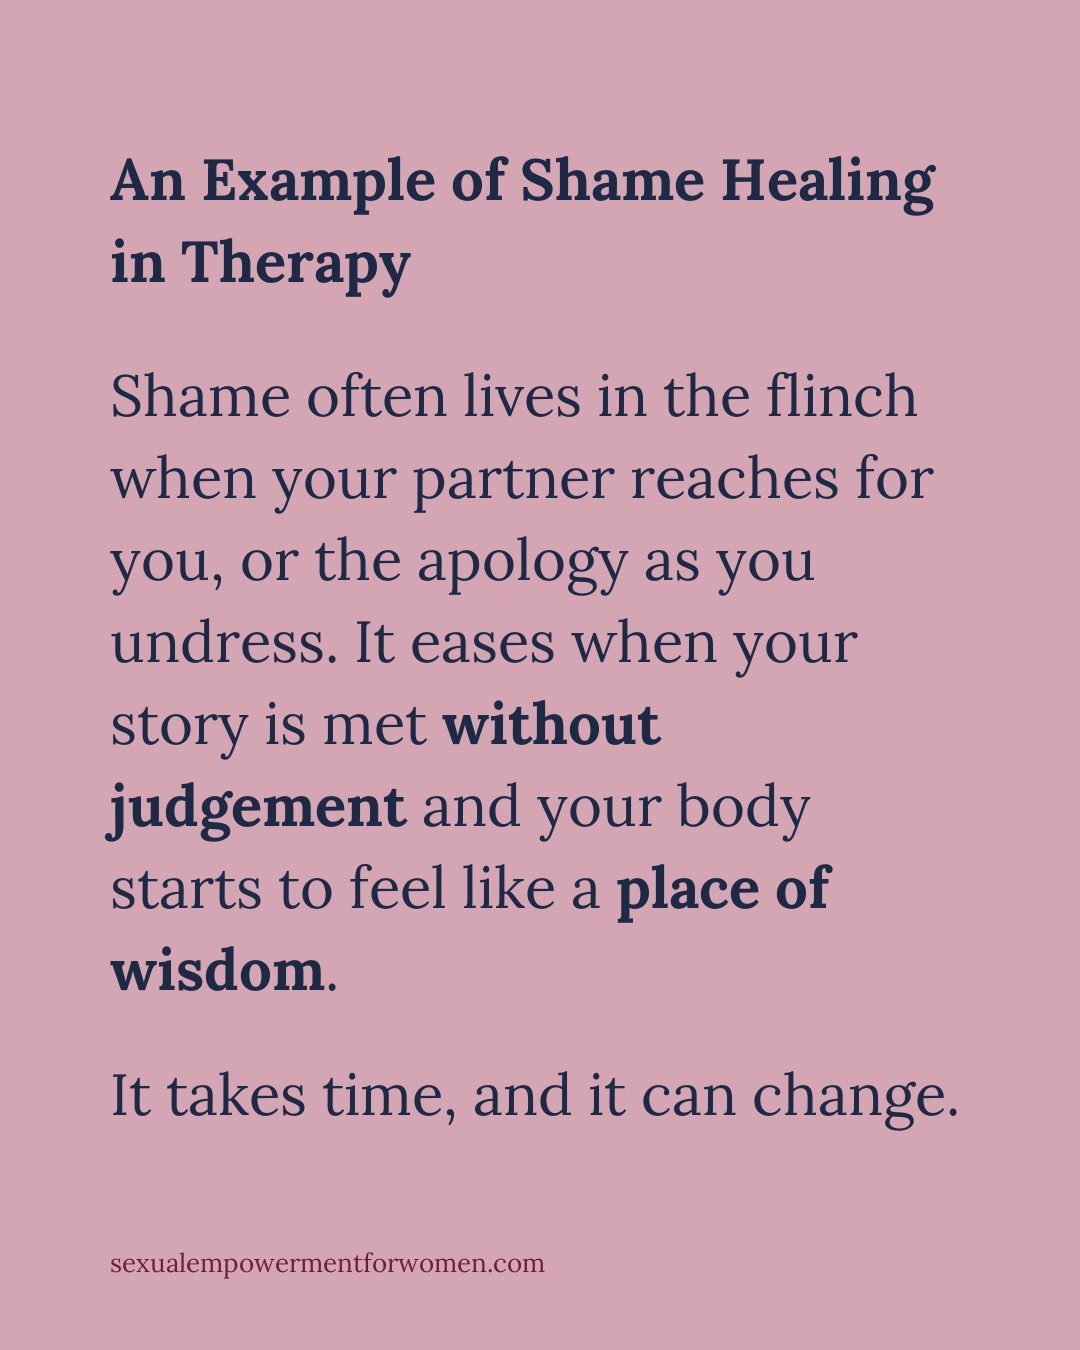 An Example of Shame Healing
in Therapy
Shame often lives in the flinch
when your partner reaches for
you, or the apology as you
undress. It eases when your
story is met without
judgement and your body
starts to feel like a place of
wisdom.
It takes time, and it can change.
sexualempowermentforwomen.com